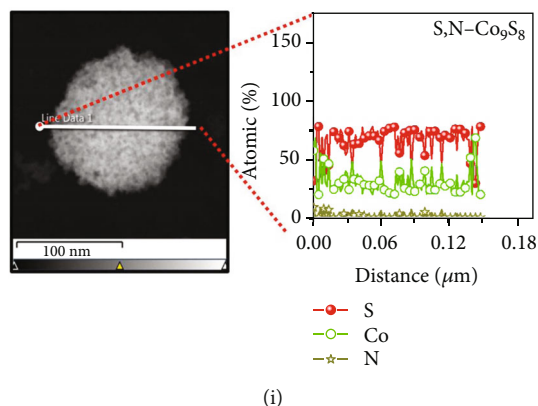 Line Data 1
100 nm
S,N–Co₉S₈
Atomic (%)
175
150
100
50
0
0.00 0.06 0.12 0.18
Distance (μm)
S
Co
N
(i)